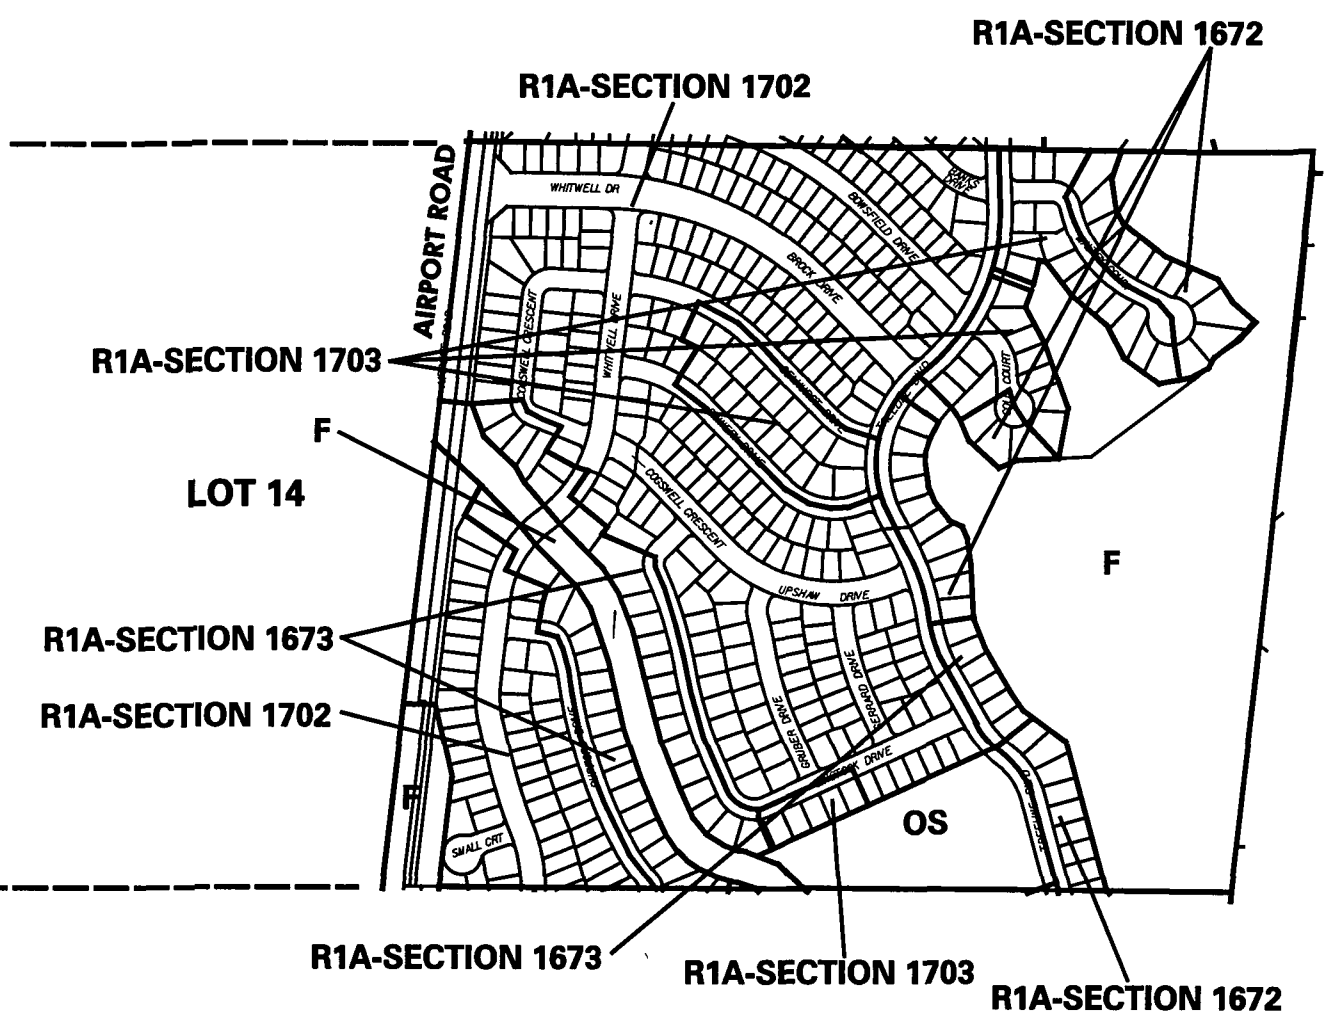 R1A-SECTION 1672
R1A-SECTION 1702
AIRPORT ROAD
WHITWELL DR
BANKS
DRIVE
BOWSFIELD DRIVE
BROCK DRIVE
COGSWELL CRESCENT
WHITWELL DRIVE
R1A-SECTION 1703
COURT
F
LOT 14
COGSWELL CRESCENT
F
UPSHAW DRIVE
R1A-SECTION 1673
GRUBER DRIVE
DRIVE
R1A-SECTION 1702
DRIVE
F
OS
SMALL CRT
R1A-SECTION 1673
R1A-SECTION 1703
R1A-SECTION 1672